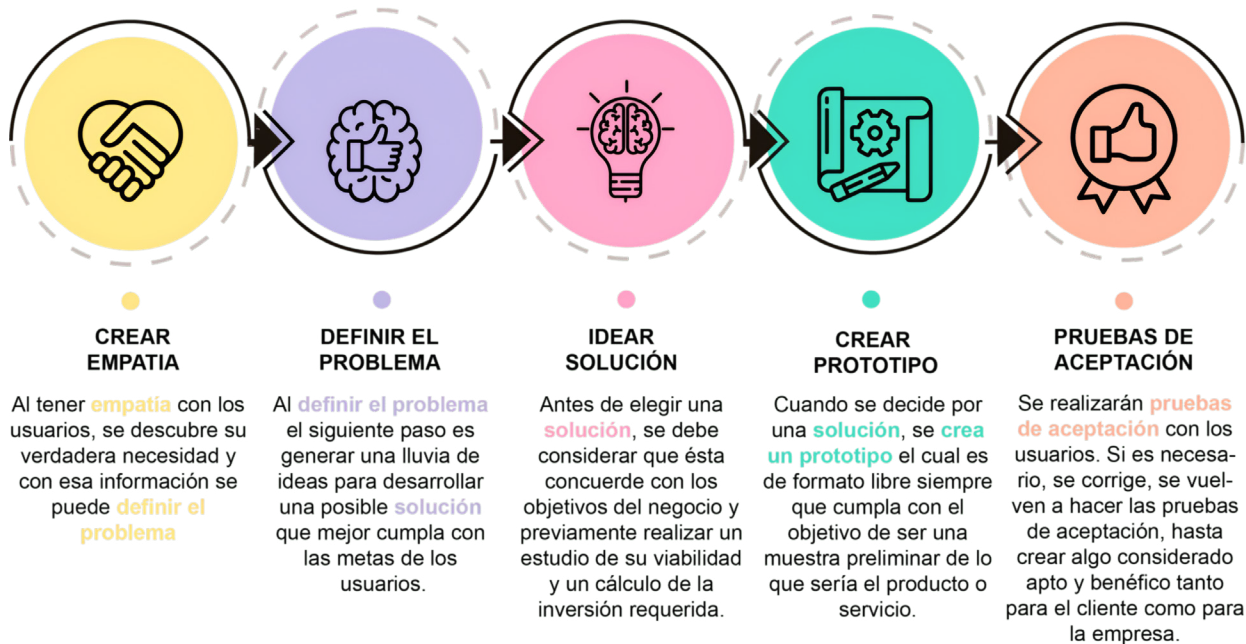 CREAR
EMPATIA
Al tener empatía con los
usuarios, se descubre su
verdadera necesidad y
con esa información se
puede definir el
problema
DEFINIR EL
PROBLEMA
Al definir el problema
el siguiente paso es
generar una lluvia de
ideas para desarrollar
una posible solución
que mejor cumpla con
las metas de los
usuarios.
IDEAR
SOLUCIÓN
Antes de elegir una
solución, se debe
considerar que ésta
concuerde con los
objetivos del negocio y
previamente realizar un
estudio de su viabilidad
y un cálculo de la
inversión requerida.
CREAR
PROTOTIPO
Cuando se decide por
una solución, se crea
un prototipo el cual es
de formato libre siempre
que cumpla con el
objetivo de ser una
muestra preliminar de lo
que sería el producto o
servicio.
PRUEBAS DE
ACEPTACIÓN
Se realizarán pruebas
de aceptación con los
usuarios. Si es necesa-
rio, se corrige, se vuel-
ven a hacer las pruebas
de aceptación, hasta
crear algo considerado
apto y benéfico tanto
para el cliente como para
la empresa.